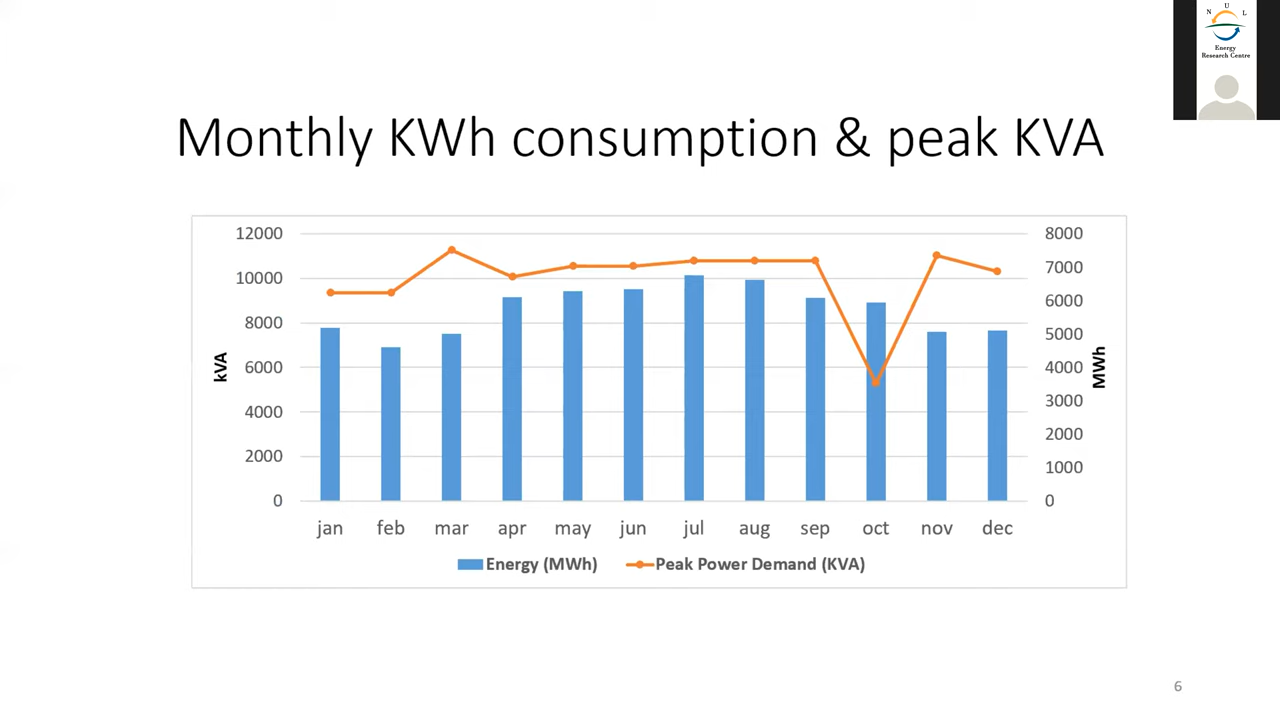 N U L
Energy
Research Centre
Monthly KWh consumption & peak KVA
12000
10000
8000
6000
4000
2000
0
kVA
8000
7000
6000
5000
4000
3000
2000
1000
0
MWh
jan feb mar apr may jun jul aug sep oct nov dec
Energy (MWh) Peak Power Demand (KVA)
6